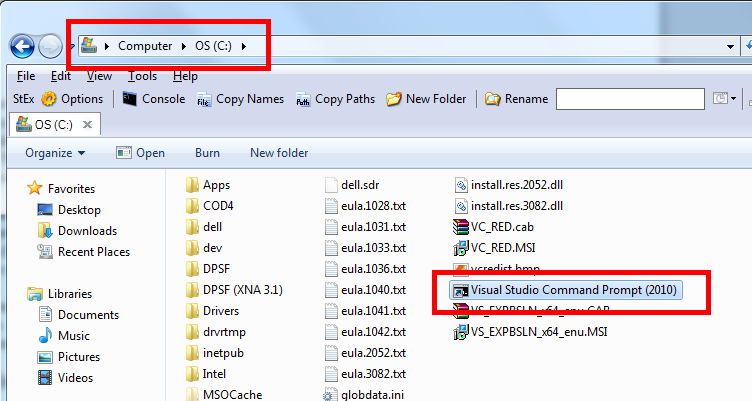 Computer OS (C:)
File Edit View Tools Help
StEx Options Console Copy Names Copy Paths New Folder Rename
OS (C:)
Organize Open Burn New folder
Favorites
Desktop
Downloads
Recent Places
Libraries
Documents
Music
Pictures
Videos
Apps
COD4
dell
dev
DPSF
DPSF (XNA 3.1)
Drivers
drvrtmp
inetpub
Intel
MSOCache
dell.sdr
eula.1028.txt
eula.1031.txt
eula.1033.txt
eula.1036.txt
eula.1040.txt
eula.1041.txt
eula.1042.txt
eula.2052.txt
eula.3082.txt
globdata.ini
install.res.2052.dll
install.res.3082.dll
VC_RED.cab
VC_RED.MSI
vcredist.bmp
Visual Studio Command Prompt (2010)
VS_EXPBSLN_x64_enu.CAB
VS_EXPBSLN_x64_enu.MSI